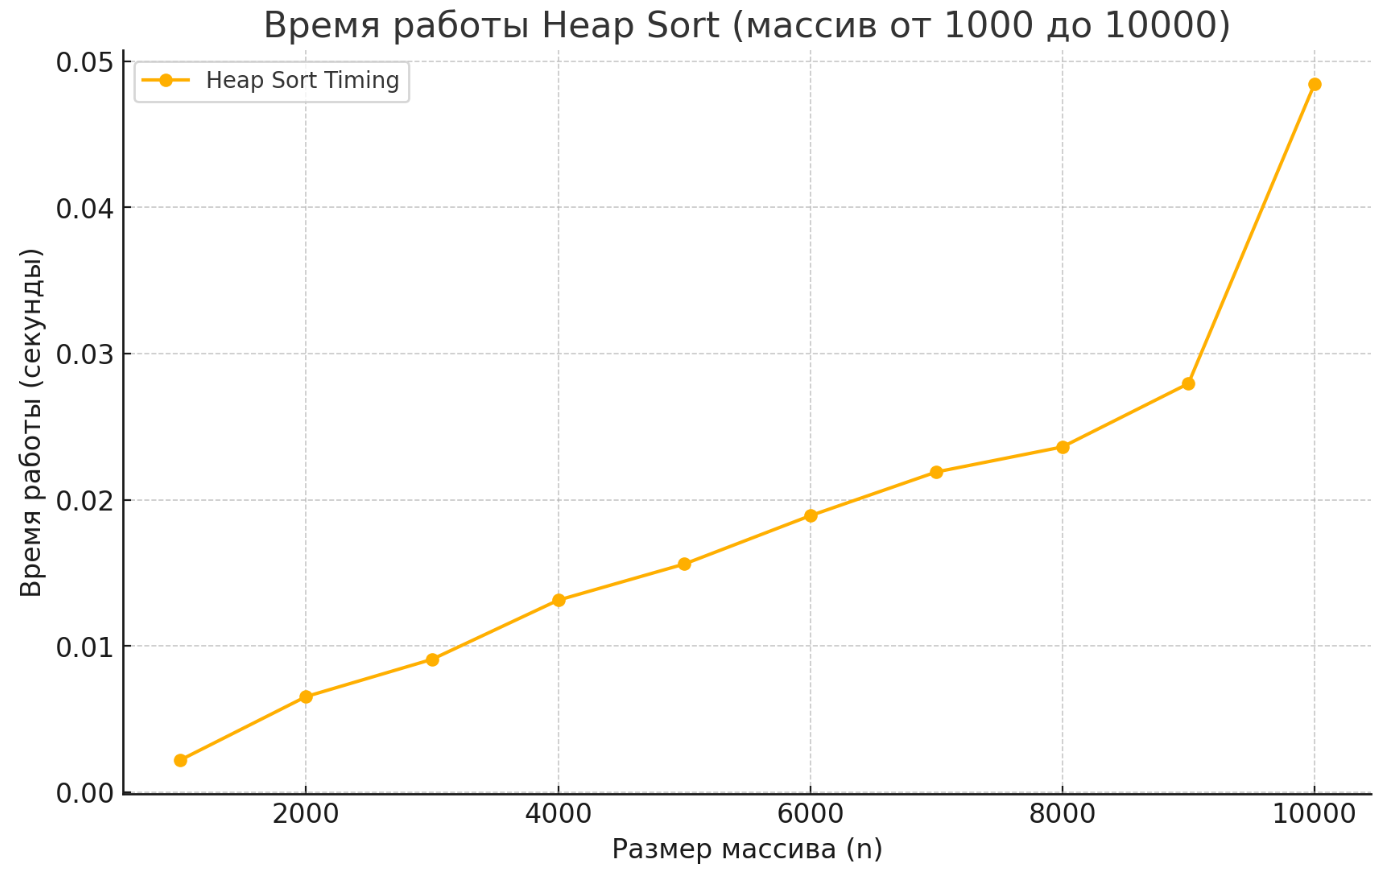 Время работы Heap Sort (массив от 1000 до 10000)
Heap Sort Timing
0.05
0.04
0.03
0.02
0.01
0.00
Время работы (секунды)
2000 4000 6000 8000 10000
Размер массива (n)